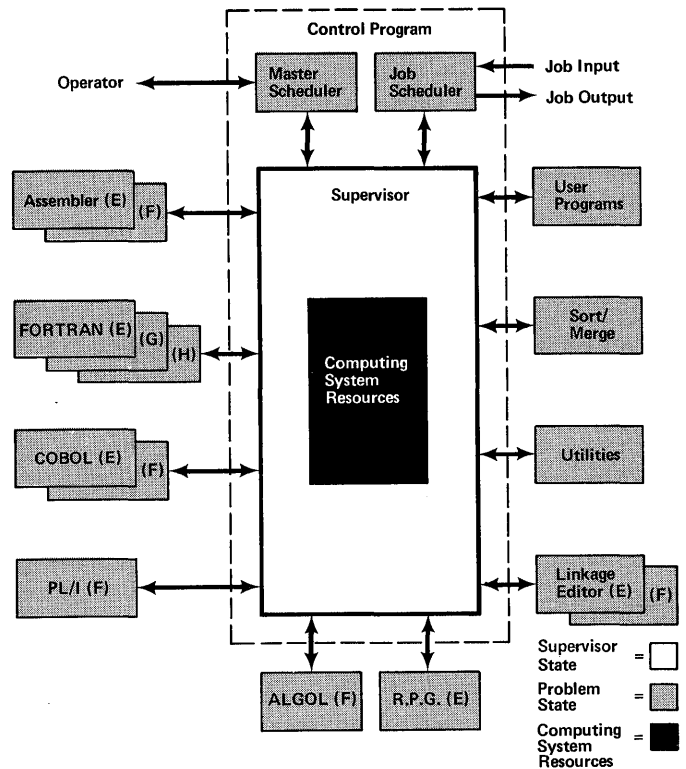 Control Program
Operator
Master
Scheduler
Job
Scheduler
Job Input
Job Output
Supervisor
Assembler (E)
(F)
User
Programs
FORTRAN (E)
(G)
(H)
Sort/
Merge
Computing
System
Resources
COBOL (E)
(F)
Utilities
PL/I (F)
Linkage
Editor (E)
(F)
ALGOL (F)
R.P.G. (E)
Supervisor
State
=
Problem
State
=
Computing
System
Resources
=